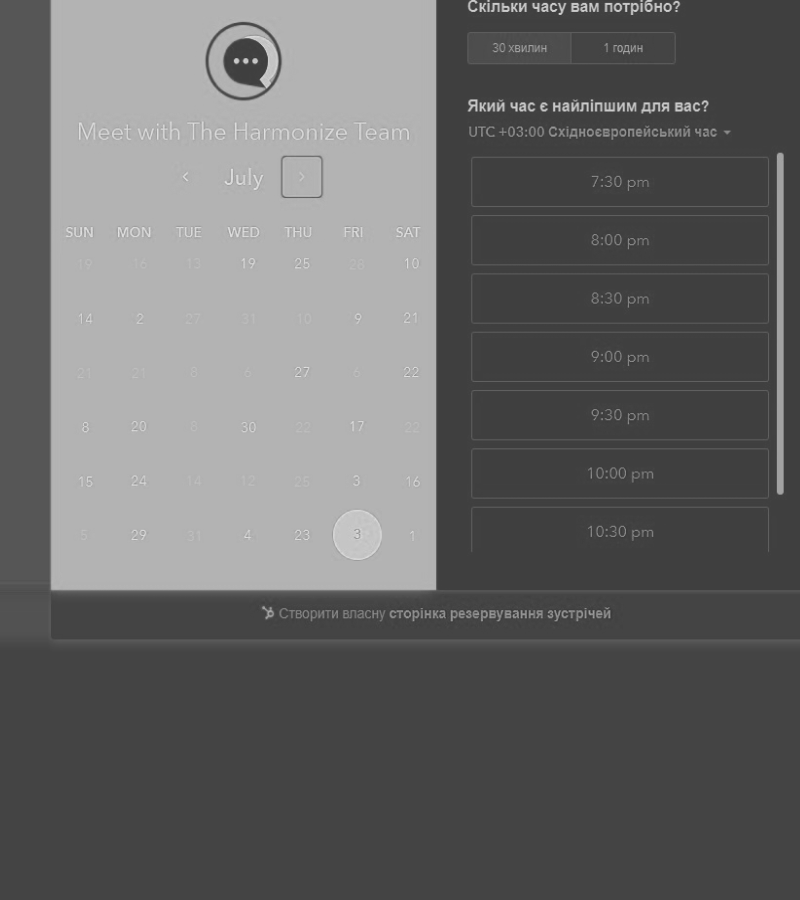 Meet with The Harmonize Team
July
SUN MON TUE WED THU FRI SAT
19 16 13 19 25 28 10
14 2 27 31 10 9 21
21 21 8 6 27 6 22
8 20 8 30 22 17 22
15 24 14 12 25 3 16
5 29 31 4 23 3 1
Скільки часу вам потрібно?
30 хвилин 1 годин
Який час є найліпшим для вас?
UTC +03:00 Східноєвропейський час
7:30 pm
8:00 pm
8:30 pm
9:00 pm
9:30 pm
10:00 pm
10:30 pm
Створити власну сторінка резервування зустрічей